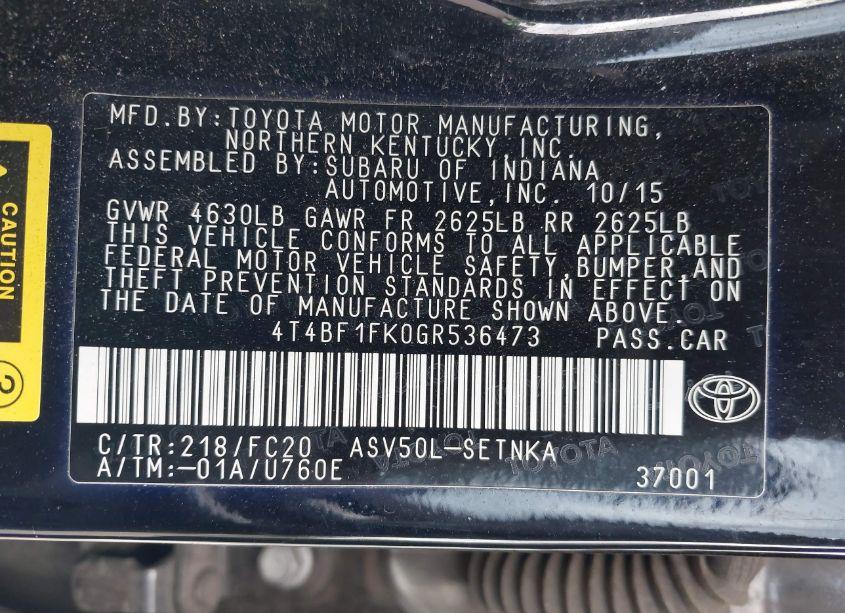 MFD.BY:TOYOTA MOTOR MANUFACTURING,
NORTHERN KENTUCKY,INC.
ASSEMBLED BY:SUBARU OF INDIANA
AUTOMOTIVE,INC. 10/15
GVWR 4630LB GAWR FR 2625LB RR 2625LB
THIS VEHICLE CONFORMS TO ALL APPLICABLE
FEDERAL MOTOR VEHICLE SAFETY,BUMPER,AND
THEFT PREVENTION STANDARDS IN EFFECT ON
THE DATE OF MANUFACTURE SHOWN ABOVE.
4T4BF1FK0GR536473 PASS.CAR
C/TR:218/FC20 ASV50L-SETNKA
A/TM:-01A/U760E
37001
CAUTION
2